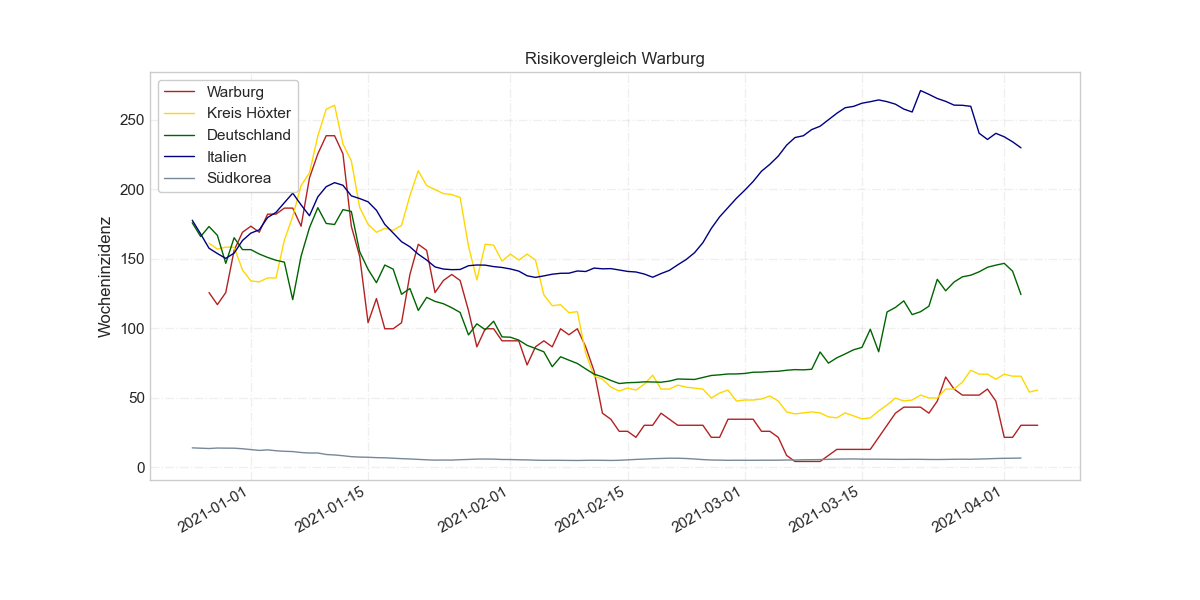 Risikovergleich Warburg
Warburg
Kreis Höxter
Deutschland
Italien
Südkorea
Wocheninzidenz
250
200
150
100
50
0
2021-01-01
2021-01-15
2021-02-01
2021-02-15
2021-03-01
2021-03-15
2021-04-01